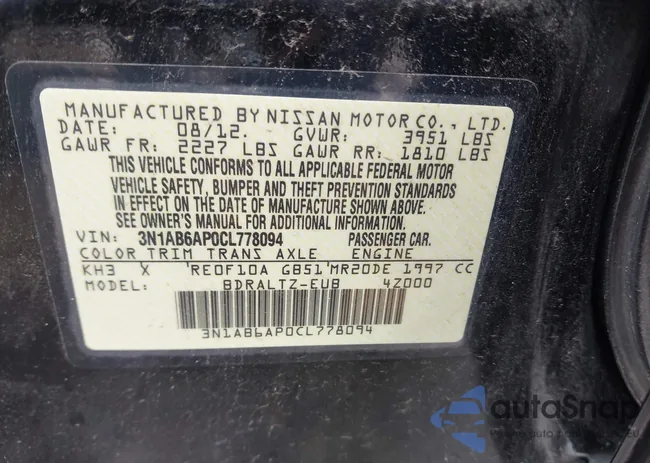 MANUFACTURED BY NISSAN MOTOR CO., LTD.
DATE: 08/12. GVWR: 3951 LBS
GAWR FR: 2227 LBS GAWR RR: 1810 LBS
THIS VEHICLE CONFORMS TO ALL APPLICABLE FEDERAL MOTOR
VEHICLE SAFETY, BUMPER AND THEFT PREVENTION STANDARDS
IN EFFECT ON THE DATE OF MANUFACTURE SHOWN ABOVE.
SEE OWNER'S MANUAL FOR ADDITIONAL INFORMATION.
VIN: 3N1AB6AP0CL778094 PASSENGER CAR.
COLOR TRIM TRANS AXLE ENGINE
KH3 X RE0F10A GB51 MR20DE 1997 CC
MODEL: BDRALTZ-EUB 4Z000
3N1AB6AP0CL778094
autoSnap